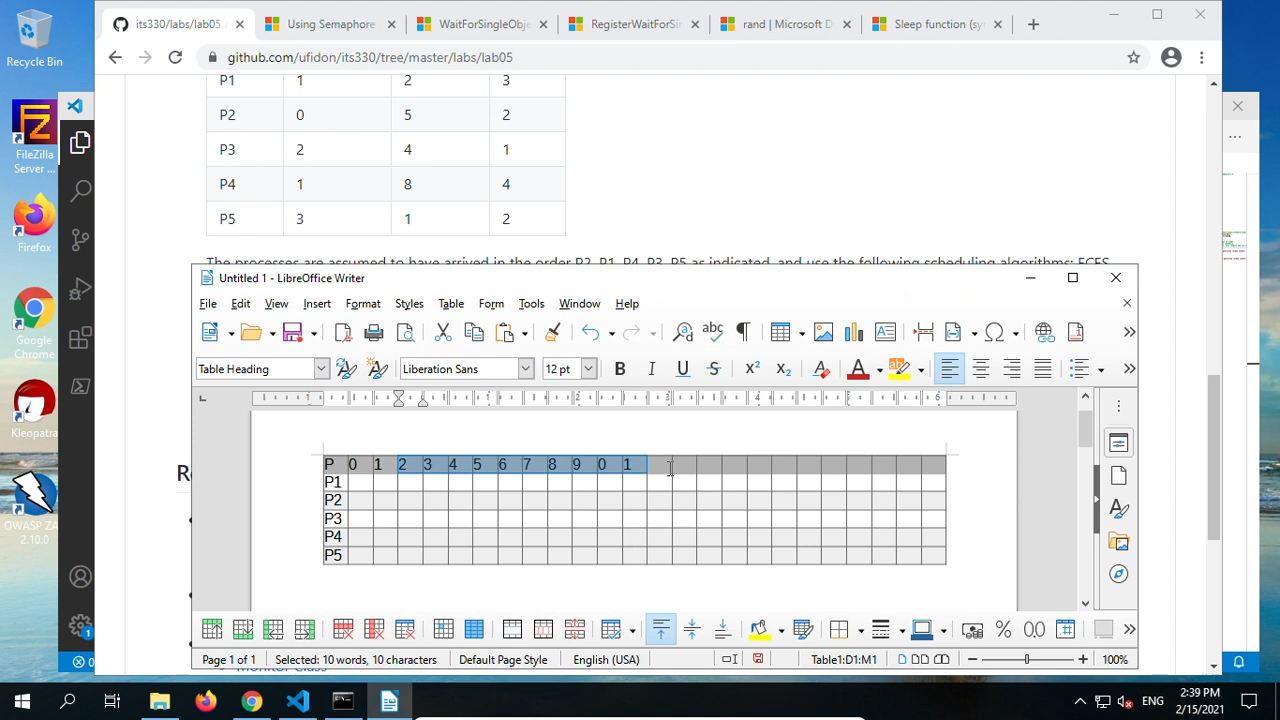 Recycle Bin
FileZilla
Server ...
Firefox
Google
Chrome
Kleopatra
OWASP ZA
2.10.0
its330/labs/lab05
Using Semaphore
WaitForSingleObje
RegisterWaitForSin
rand | Microsoft D
Sleep function (sy
github.com/ufidon/its330/tree/master/labs/lab05
P1 1 2 3
P2 0 5 2
P3 2 4 1
P4 1 8 4
P5 3 1 2
The processes are assumed to have arrived in the order P2, P1, P4, P3, P5 as indicated, and use the following scheduling algorithms: FCFS,
Untitled 1 - LibreOffice Writer
File Edit View Insert Format Styles Table Form Tools Window Help
Table Heading Liberation Sans 12 pt
P 0 1 2 3 4 5 6 7 8 9 0 1
P1
P2
P3
P4
P5
Page 1 of 1 Selected: 10 words, 10 characters Default Page Style English (USA) Table1:D1:M1 100%
Monitor Class
ENG
2:39 PM
2/15/2021